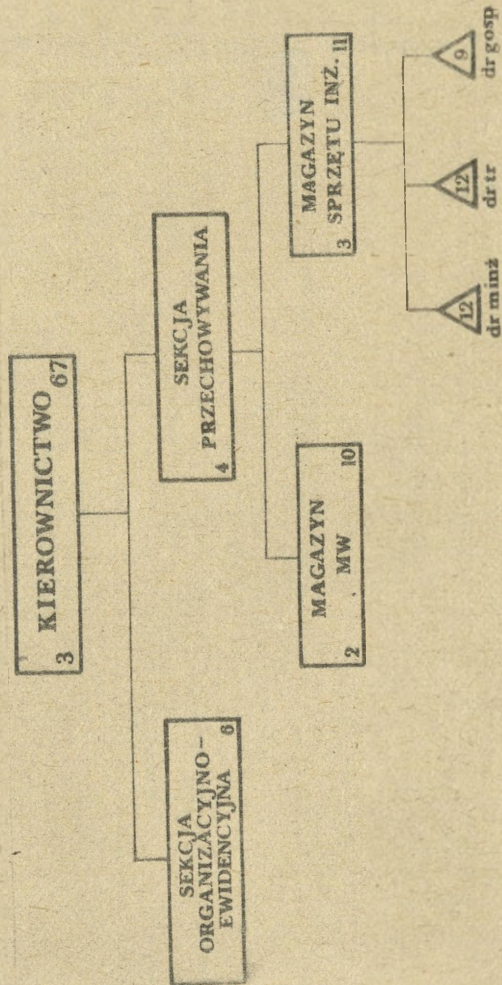 KIEROWNICTWO
3 67
SEKCJA
ORGANIZACYJNO-
EWIDENCYJNA
6
SEKCJA
PRZECHOWYWANIA
4
MAGAZYN
MW
2 10
MAGAZYN
SPRZĘTU INŻ.
3 11
12
dr minż
12
dr tr
9
dr gosp